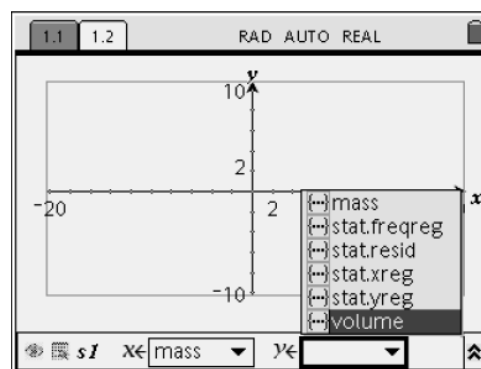 1.1 1.2 RAD AUTO REAL
y
10
2
-20 2 x
-10
mass
stat.freqreg
stat.resid
stat.xreg
stat.yreg
volume
s1 x← mass y←